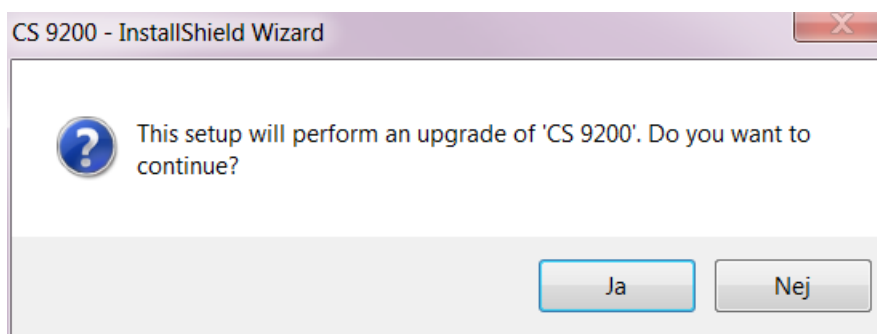 CS 9200 - InstallShield Wizard
This setup will perform an upgrade of 'CS 9200'. Do you want to
continue?
Ja
Nej